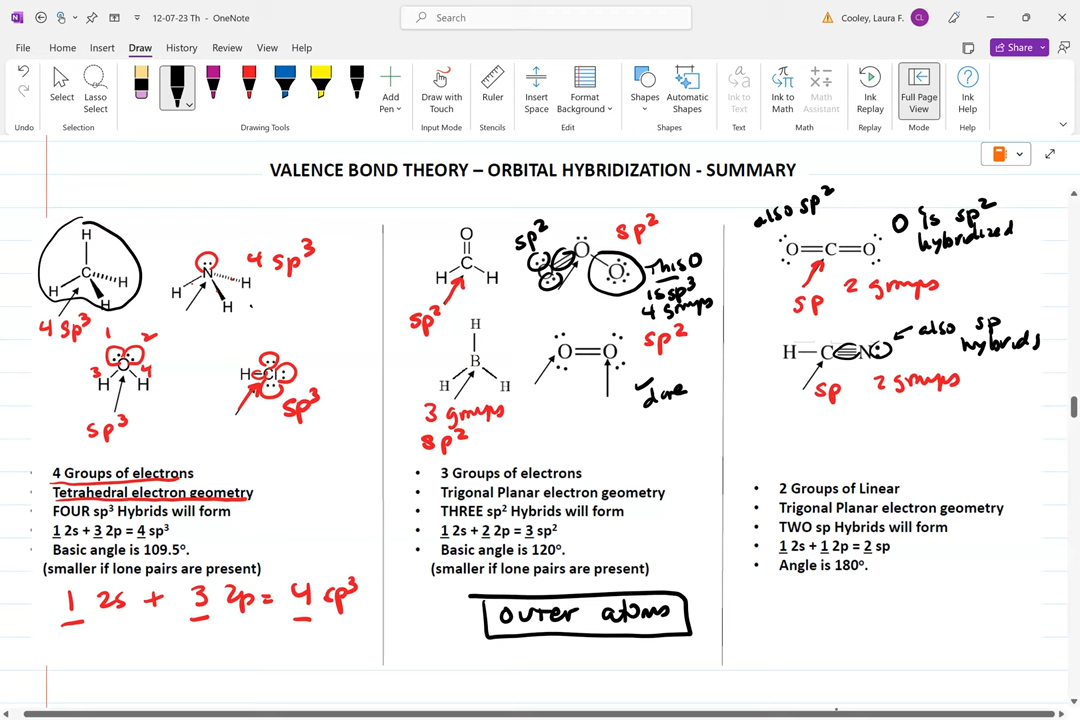 12-07-23 Th - OneNote
Search
Cooley, Laura F.
CL
File Home Insert Draw History Review View Help
Share
Undo
Select
Lasso Select
Drawing Tools
Add Pen
Draw with Touch
Input Mode
Ruler
Stencils
Insert Space
Format Background
Edit
Shapes
Automatic Shapes
Shapes
Ink to Text
Text
Ink to Math
Math Assistant
Math
Ink Replay
Replay
Full Page View
Mode
Ink Help
Help
Selection
VALENCE BOND THEORY – ORBITAL HYBRIDIZATION - SUMMARY
H
C
H
H
H
4 sp³
N
H
H
H
4 sp³
1 2
O
3 4
H H
sp³
H Cl
sp³
4 Groups of electrons
Tetrahedral electron geometry
FOUR sp³ Hybrids will form
1 2s + 3 2p = 4 sp³
Basic angle is 109.5°.
(smaller if lone pairs are present)
1 2s + 3 2p = 4 sp³
O
C
H H
sp²
sp²
O
O
sp²
This O
is sp³
4 groups
H
B
H H
3 groups
sp²
O=O
sp²
done
• 3 Groups of electrons
• Trigonal Planar electron geometry
• THREE sp² Hybrids will form
• 1 2s + 2 2p = 3 sp²
• Basic angle is 120°.
(smaller if lone pairs are present)
outer atoms
also sp²
O=C=O
O is sp²
hybridized
sp
2 groups
H–C≡N:
also sp
hybrids
sp
2 groups
• 2 Groups of Linear
• Trigonal Planar electron geometry
• TWO sp Hybrids will form
• 1 2s + 1 2p = 2 sp
• Angle is 180°.